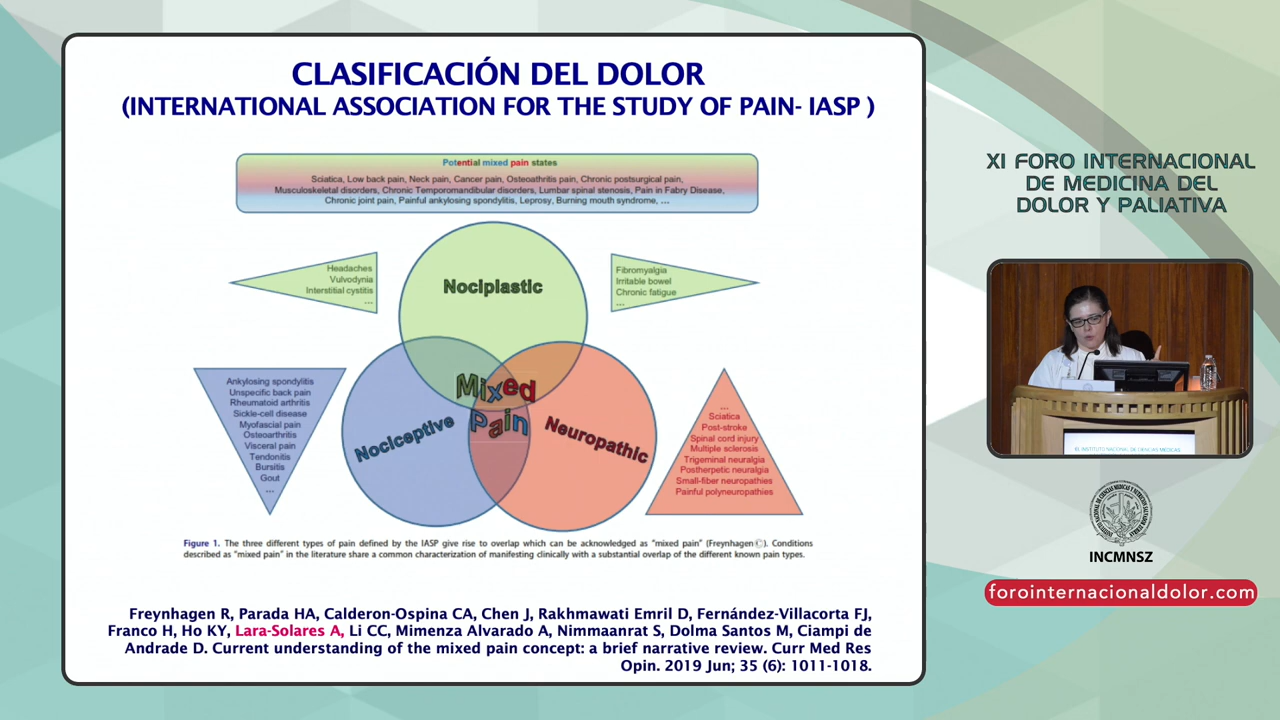 CLASIFICACIÓN DEL DOLOR
(INTERNATIONAL ASSOCIATION FOR THE STUDY OF PAIN- IASP )
Potential mixed pain states
Sciatica, Low back pain, Neck pain, Cancer pain, Osteoathritis pain, Chronic postsurgical pain,
Musculoskeletal disorders, Chronic Temporomandibular disorders, Lumbar spinal stenosis, Pain in Fabry Disease,
Chronic joint pain, Painful ankylosing spondylitis, Leprosy, Burning mouth syndrome, ...
Headaches
Vulvodynia
Interstitial cystitis
...
Nociplastic
Fibromyalgia
Irritable bowel
Chronic fatigue
...
Ankylosing spondylitis
Unspecific back pain
Rheumatoid arthritis
Sickle-cell disease
Myofascial pain
Osteoarthritis
Visceral pain
Tendonitis
Bursitis
Gout
...
Nociceptive
Mixed
Pain
Neuropathic
...
Sciatica
Post-stroke
Spinal cord injury
Multiple sclerosis
Trigeminal neuralgia
Postherpetic neuralgia
Small-fiber neuropathies
Painful polyneuropathies
Figure 1. The three different types of pain defined by the IASP give rise to overlap which can be acknowledged as “mixed pain” (Freynhagen©). Conditions
described as “mixed pain” in the literature share a common characterization of manifesting clinically with a substantial overlap of the different known pain types.
Freynhagen R, Parada HA, Calderon-Ospina CA, Chen J, Rakhmawati Emril D, Fernández-Villacorta FJ,
Franco H, Ho KY, Lara-Solares A, Li CC, Mimenza Alvarado A, Nimmaanrat S, Dolma Santos M, Ciampi de
Andrade D. Current understanding of the mixed pain concept: a brief narrative review. Curr Med Res
Opin. 2019 Jun; 35 (6): 1011-1018.
XI FORO INTERNACIONAL
DE MEDICINA DEL
DOLOR Y PALIATIVA
INCMNSZ
forointernacionaldolor.com